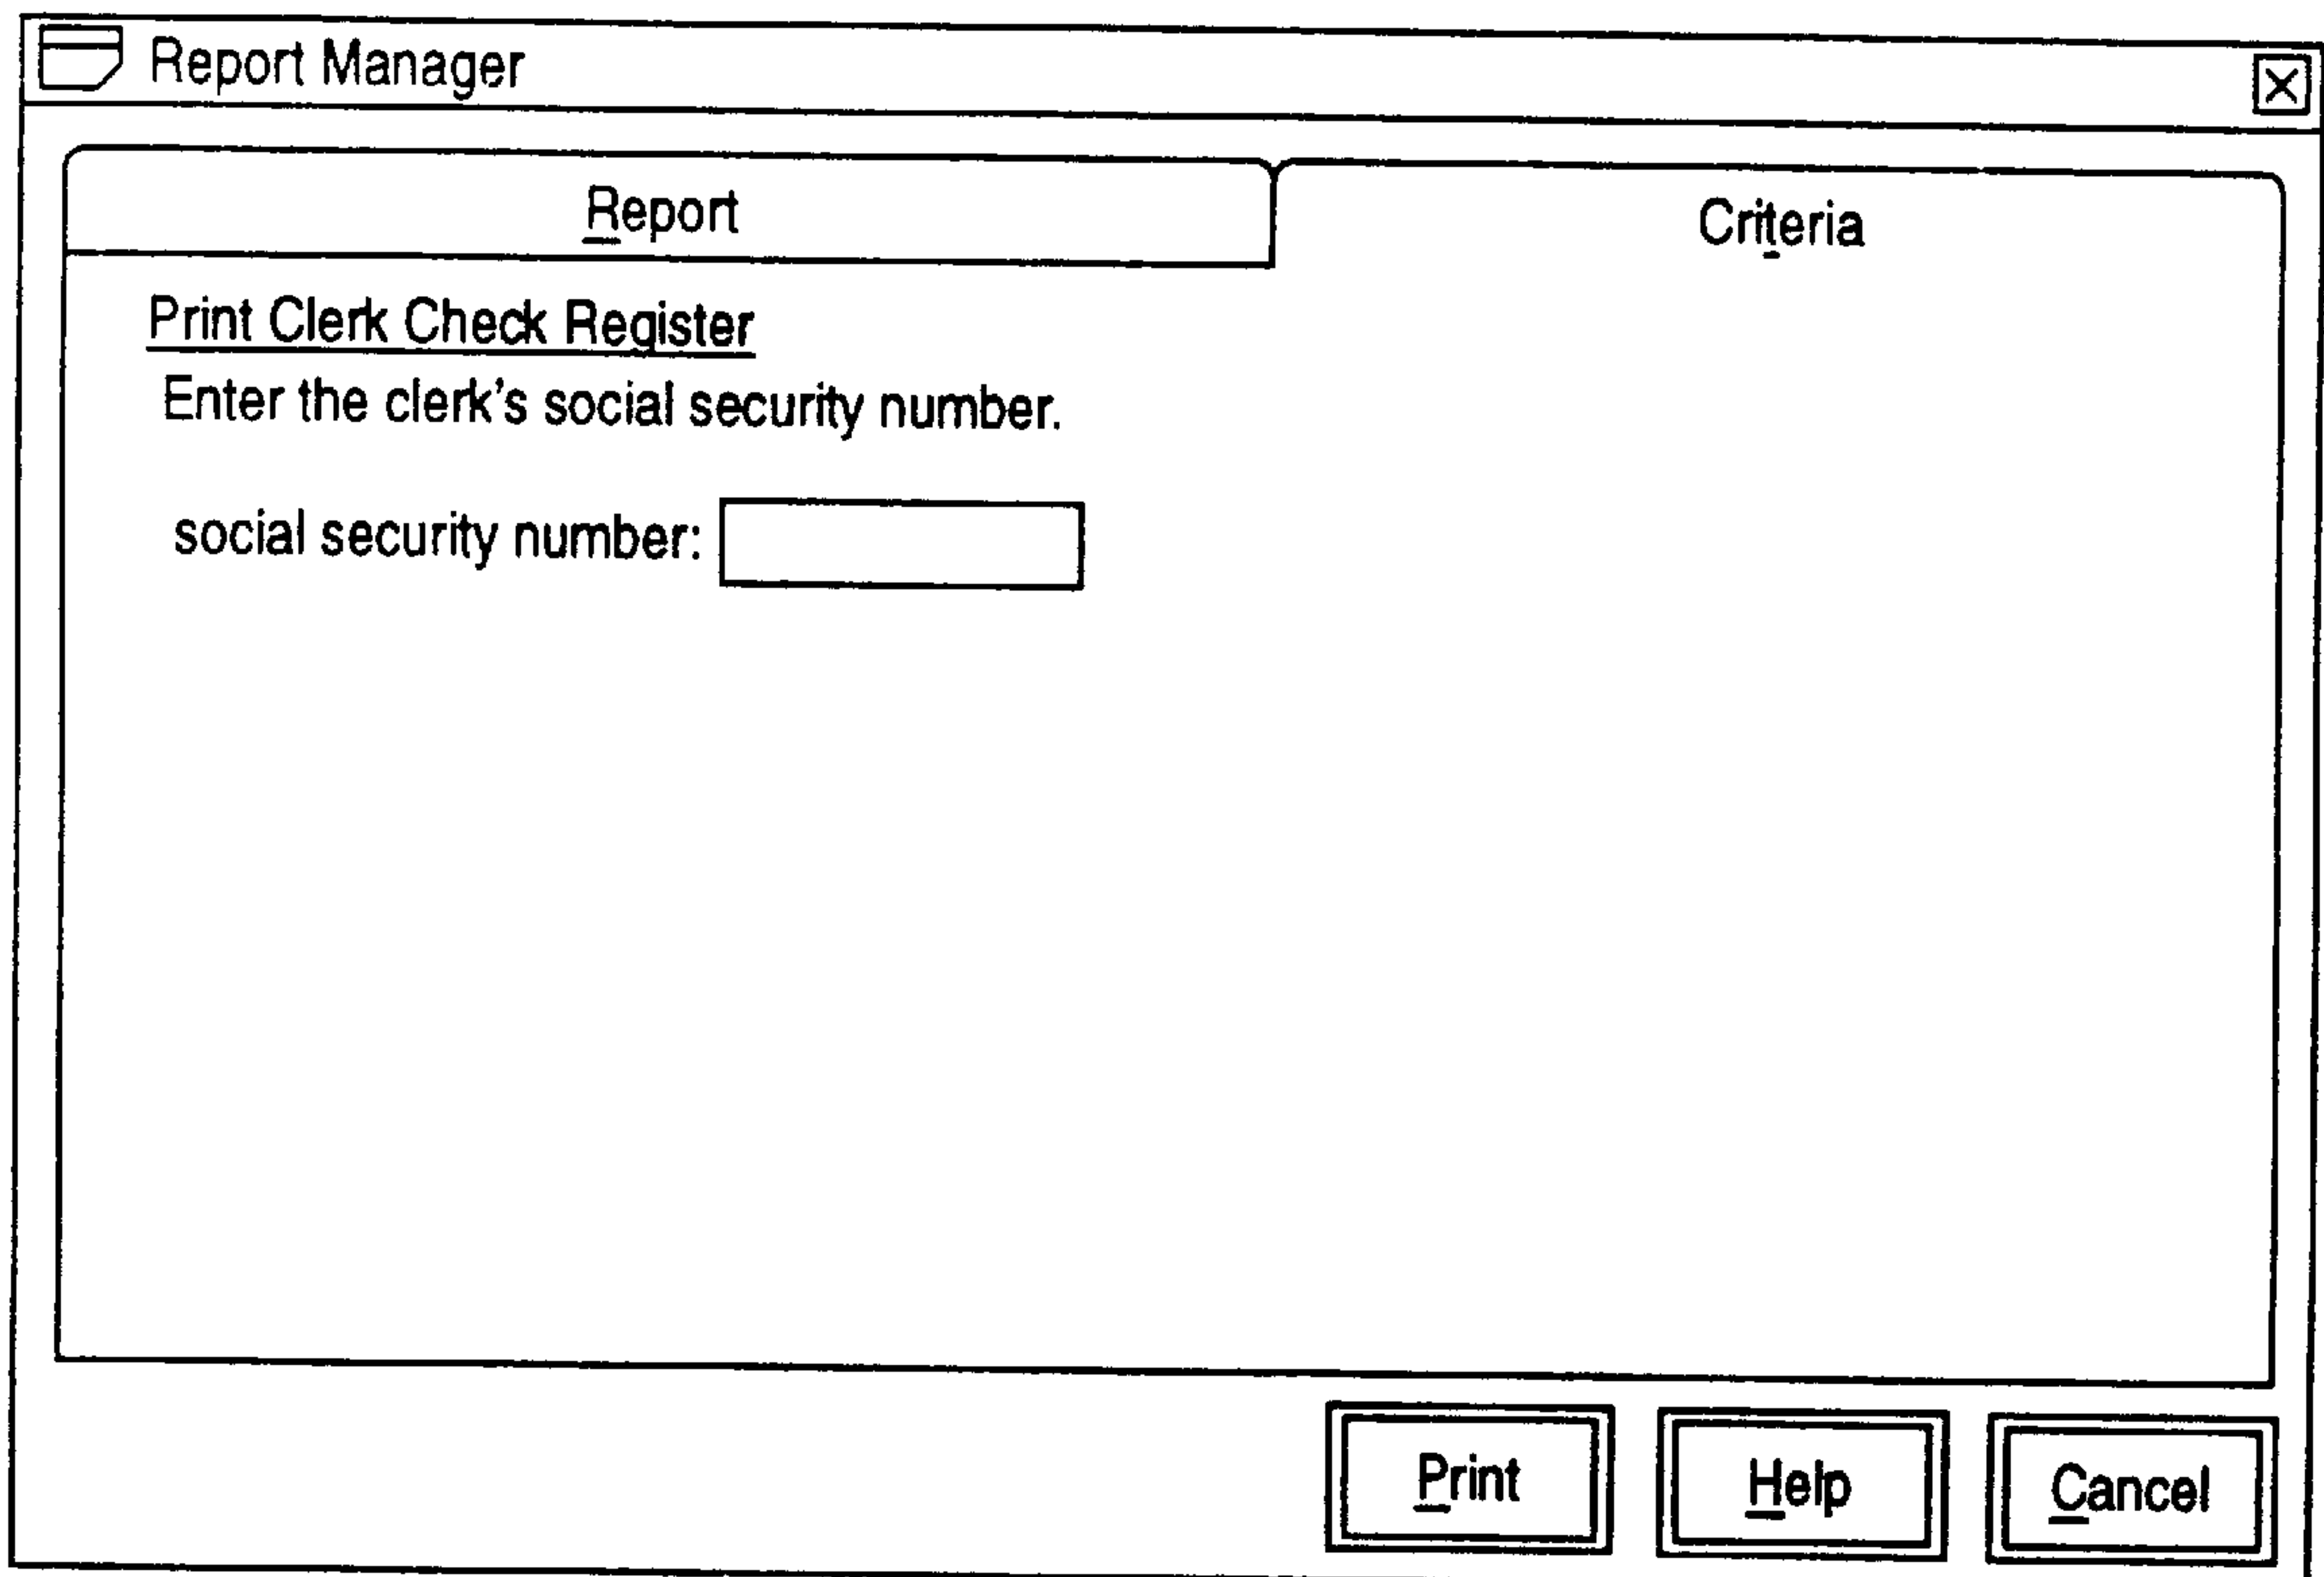 Report Manager
Report
Criteria
Print Clerk Check Register
Enter the clerk's social security number.
social security number:
Print
Help
Cancel